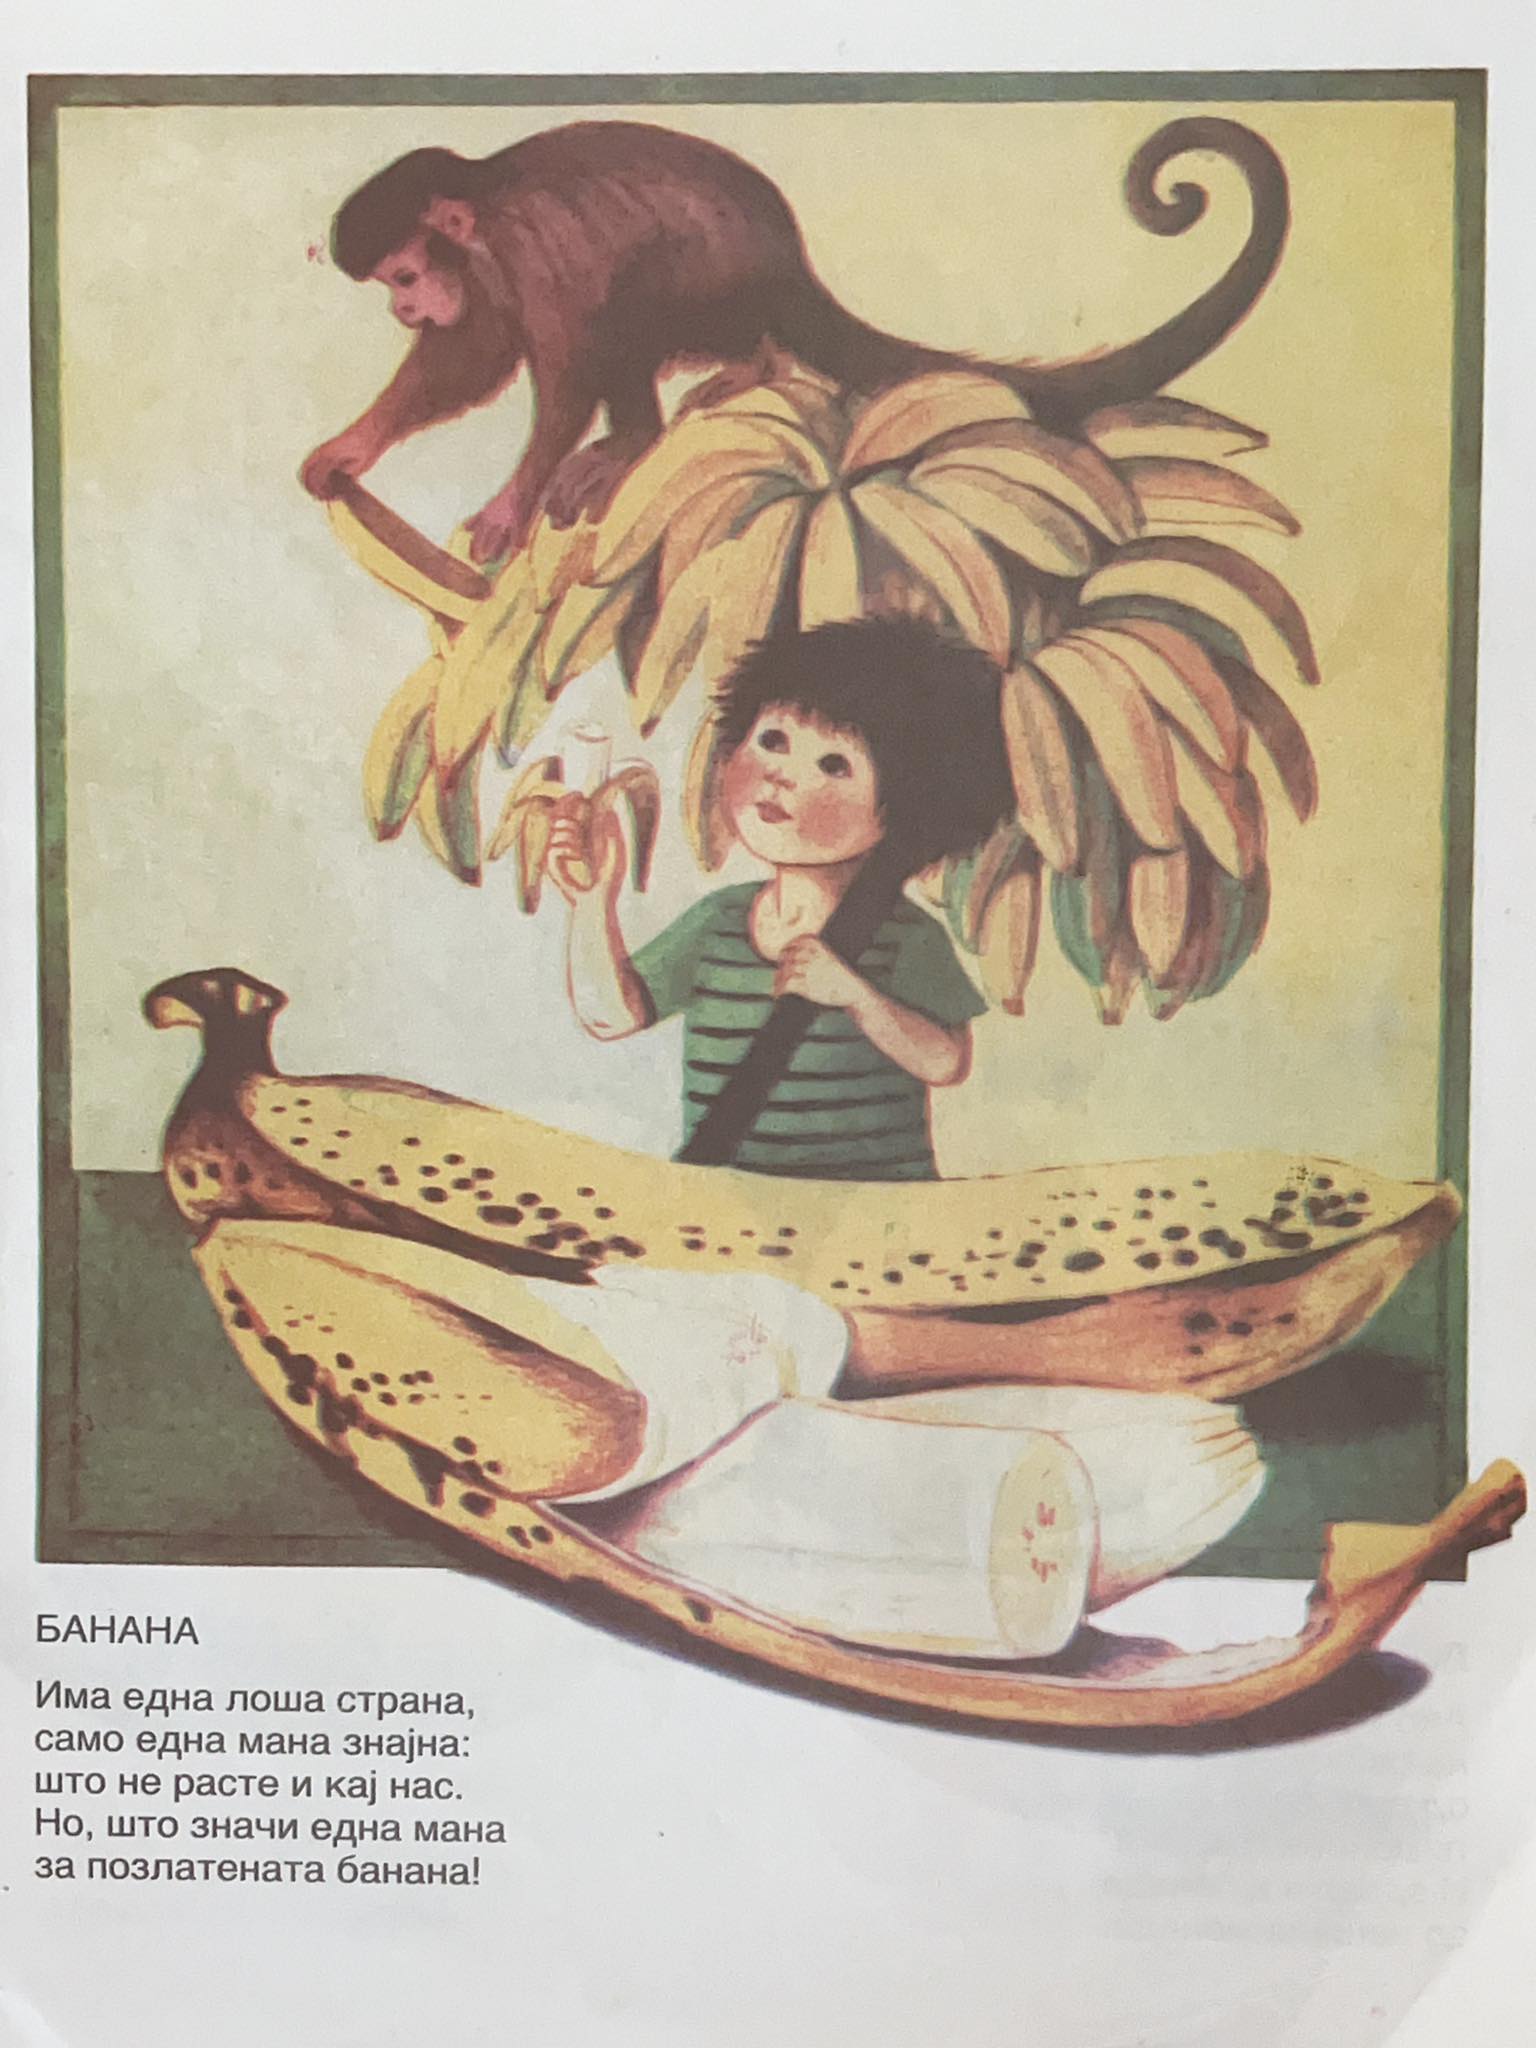 БАНАНА
Има една лоша страна,
само една мана знајна:
што не расте и кај нас.
Но, што значи една мана
за позлатената банана!